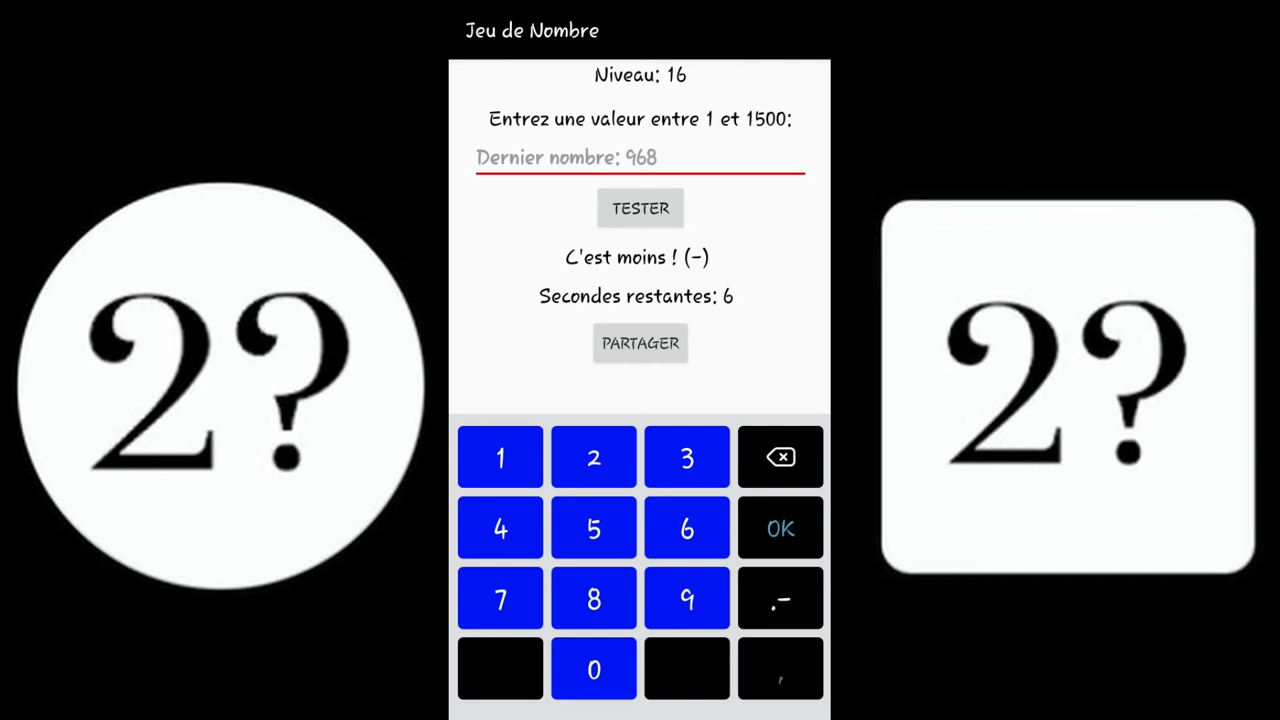 Jeu de Nombre
Niveau: 16
Entrez une valeur entre 1 et 1500:
Dernier nombre: 968
TESTER
C'est moins ! (-)
Secondes restantes: 6
PARTAGER
2?
2?
1 2 3
4 5 6 OK
7 8 9 .-
0 ,